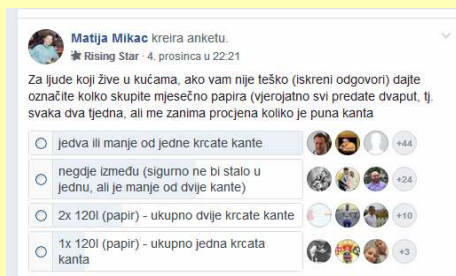 Matija Mikac kreira anketu.
Rising Star · 4. prosinca u 22:21
Za ljude koji žive u kućama, ako vam nije teško (iskreni odgovori) dajte
označite kolko skupite mjesečno papira (vjerojatno svi predate dvaput, tj.
svaka dva tjedna, ali me zanima procjena koliko je puna kanta
jedva ili manje od jedne krcate kante
+44
negdje između (sigurno ne bi stalo u
jednu, ali je manje od dvije kante)
+24
2x 120l (papir) - ukupno dvije krcate kante
+10
1x 120l (papir) - ukupno jedna krcata
kanta
+3